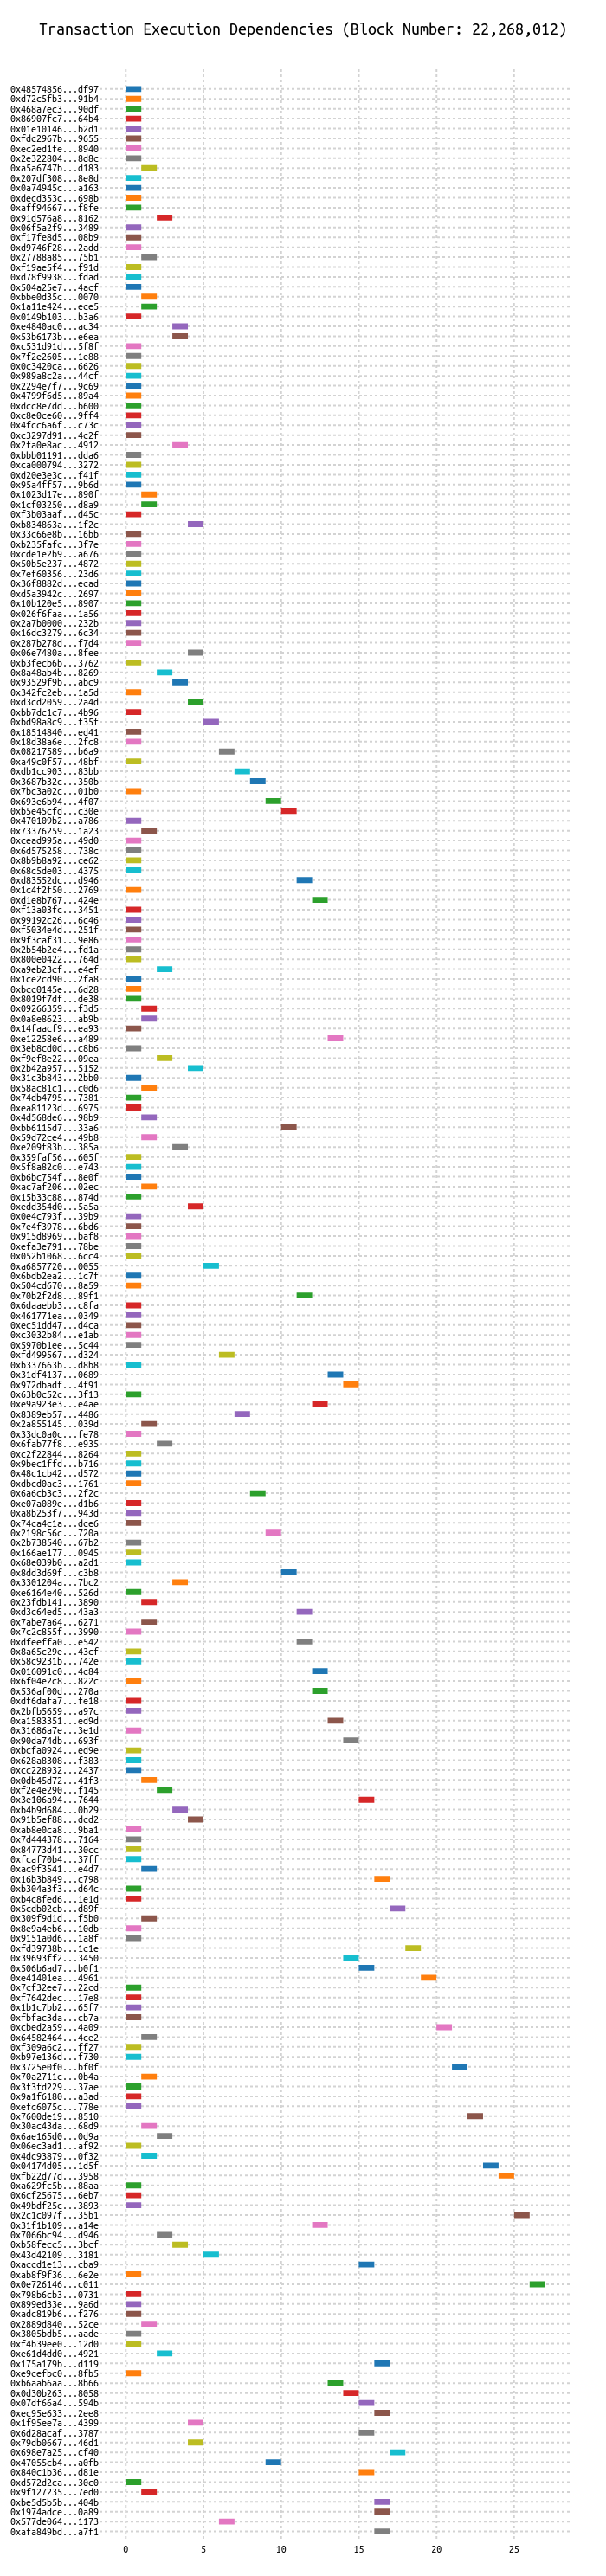 Transaction Execution Dependencies (Block Number: 22,268,012)
0x48574856...df97
0xd72c5fb3...91b4
0x468a7ec3...90df
0x86907fc7...64b4
0x01e10146...b2d1
0xfdc2967b...9655
0xec2ed1fe...8940
0x2e322804...8d8c
0xa5a6747b...d183
0x207df308...8e8d
0x0a74945c...a163
0xdecd353c...698b
0xaff94667...f8fe
0x91d576a8...8162
0x06f5a2f9...3489
0xf17fe8d5...08b9
0xd9746f28...2add
0x27788a85...75b1
0xf19ae5f4...f91d
0xd78f9938...fdad
0x504a25e7...4acf
0xbbe0d35c...0070
0x1a11e424...ece5
0x0149b103...b3a6
0xe4840ac0...ac34
0x53b6173b...e6ea
0xc531d91d...5f8f
0x7f2e2605...1e88
0x0c3420ca...6626
0x989a8c2a...44cf
0x2294e7f7...9c69
0x4799f6d5...89a4
0xdcc8e7dd...b600
0xc8e0ce60...9ff4
0x4fcc6a6f...c73c
0xc3297d91...4c2f
0x2fa0e8ac...4912
0xbbb01191...dda6
0xca000794...3272
0xd20e3e3c...f41f
0x95a4ff57...9b6d
0x1023d17e...890f
0x1cf03250...d8a9
0xf3b03aaf...d45c
0xb834863a...1f2c
0x33c66e8b...16bb
0xb235fafc...3f7e
0xcde1e2b9...a676
0x50b5e237...4872
0x7ef60356...23d6
0x36f8882d...ecad
0xd5a3942c...2697
0x10b120e5...8907
0x026f6faa...1a56
0x2a7b0000...232b
0x16dc3279...6c34
0x287b278d...f7d4
0x06e7480a...8fee
0xb3fecb6b...3762
0x8a48ab4b...8269
0x93529f9b...abc9
0x342fc2eb...1a5d
0xd3cd2059...2a4d
0xbb7dc1c7...4b96
0xbd98a8c9...f35f
0x18514840...ed41
0x18d38a6e...2fc8
0x08217589...b6a9
0xa49c0f57...48bf
0xdb1cc903...83bb
0x3687b32c...350b
0x7bc3a02c...01b0
0x693e6b94...4f07
0xb5e45cfd...c30e
0x470109b2...a786
0x73376259...1a23
0xcead995a...49d0
0x6d575258...738c
0x8b9b8a92...ce62
0x68c5de03...4375
0xd83552dc...d946
0x1c4f2f50...2769
0xd1e8b767...424e
0xf13a03fc...3451
0x99192c26...6c46
0xf5034e4d...251f
0x9f3caf31...9e86
0x2b54b2e4...fd1a
0x800e0422...764d
0xa9eb23cf...e4ef
0x1ce2cd90...2fa8
0xbcc0145e...6d28
0x8019f7df...de38
0x09266359...f3d5
0x0a8e8623...ab9b
0x14faacf9...ea93
0xe12258e6...a489
0x3eb8cd0d...c8b6
0xf9ef8e22...09ea
0x2b42a957...5152
0x31c3b843...2bb0
0x58ac81c1...c0d6
0x74db4795...7381
0xea81123d...6975
0x4d568de6...98b9
0xbb6115d7...33a6
0x59d72ce4...49b8
0xe209f83b...385a
0x359faf56...605f
0x5f8a82c0...e743
0xb6bc754f...8e0f
0xac7af206...02ec
0x15b33c88...874d
0xedd354d0...5a5a
0x0e4c793f...39b9
0x7e4f3978...6bd6
0x915d8969...baf8
0xefa3e791...78be
0x052b1068...6cc4
0xa6857720...0055
0x6bdb2ea2...1c7f
0x504cd670...8a59
0x70b2f2d8...89f1
0x6daaebb3...c8fa
0x461771ea...0349
0xec51dd47...d4ca
0xc3032b84...e1ab
0x5970b1ee...5c44
0xfd499567...d324
0xb337663b...d8b8
0x31df4137...0689
0x972dbadf...4f91
0x63b0c52c...3f13
0xe9a923e3...e4ae
0x8389eb57...4486
0x2a855145...039d
0x33dc0a0c...fe78
0x6fab77f8...e935
0xc2f22844...8264
0x9bec1ffd...b716
0x48c1cb42...d572
0xdbcd0ac3...1761
0x6a6cb3c3...2f2c
0xe07a089e...d1b6
0xa8b253f7...943d
0x74ca4c1a...dce6
0x2198c56c...720a
0x2b738540...67b2
0x166ae177...0945
0x68e039b0...a2d1
0x8dd3d69f...c3b8
0x3301204a...7bc2
0xe6164e40...526d
0x23fdb141...3890
0xd3c64ed5...43a3
0x7abe7a64...6271
0x7c2c855f...3990
0xdfeeffa0...e542
0x8a65c29e...43cf
0x58c9231b...742e
0x016091c0...4c84
0x6f04e2c8...822c
0x536af00d...270a
0xdf6dafa7...fe18
0x2bfb5659...a97c
0xa1583351...ed9d
0x31686a7e...3e1d
0x90da74db...693f
0xbcfa0924...ed9e
0x628a8308...f383
0xcc228932...2437
0x0db45d72...41f3
0xf2e4e290...f145
0x3e106a94...7644
0xb4b9d684...0b29
0x91b5ef88...dcd2
0xab8e0ca8...9ba1
0x7d444378...7164
0x84773d41...30cc
0xfcaf70b4...37ff
0xac9f3541...e4d7
0x16b3b849...c798
0xb304a3f3...d64c
0xb4c8fed6...1e1d
0x5cdb02cb...d89f
0x309f9d1d...f5b0
0x8e9a4eb6...10db
0x9151a0d6...1a8f
0xfd39738b...1c1e
0x39693ff2...3450
0x506b6ad7...b0f1
0xe41401ea...4961
0x7cf32ee7...22cd
0xf7642dec...17e8
0x1b1c7bb2...65f7
0xfbfac3da...cb7a
0xcbed2a59...4a09
0x64582464...4ce2
0xf309a6c2...ff27
0xb97e136d...f730
0x3725e0f0...bf0f
0x70a2711c...0b4a
0x3f3fd229...37ae
0x9a1f6180...a3ad
0xefc6075c...778e
0x7600de19...8510
0x30ac43da...68d9
0x6ae165d0...0d9a
0x06ec3ad1...af92
0x4dc93879...0f32
0x04174d05...1d5f
0xfb22d77d...3958
0xa629fc5b...88aa
0x6cf25675...6eb7
0x49bdf25c...3893
0x2c1c097f...35b1
0x31f1b109...a14e
0x7066bc94...d946
0xb58fecc5...3bcf
0x43d42109...3181
0xaccd1e13...cba9
0xab8f9f36...6e2e
0x0e726146...c011
0x798b6cb3...0731
0x899ed33e...9a6d
0xadc819b6...f276
0x2889d840...52ce
0x3805bdb5...aade
0xf4b39ee0...12d0
0xe61d4dd0...4921
0x175a179b...d119
0xe9cefbc0...8fb5
0xb6aab6aa...8b66
0x0d30b263...8058
0x07df66a4...594b
0xec95e633...2ee8
0x1f95ee7a...4399
0x6d28acaf...3787
0x79db0667...46d1
0x698e7a25...cf40
0x47055cb4...a0fb
0x840c1b36...d81e
0xd572d2ca...30c0
0x9f127235...7ed0
0xbe5d5b5b...404b
0x1974adce...0a89
0x577de064...1173
0xafa849bd...a7f1
0 5 10 15 20 25